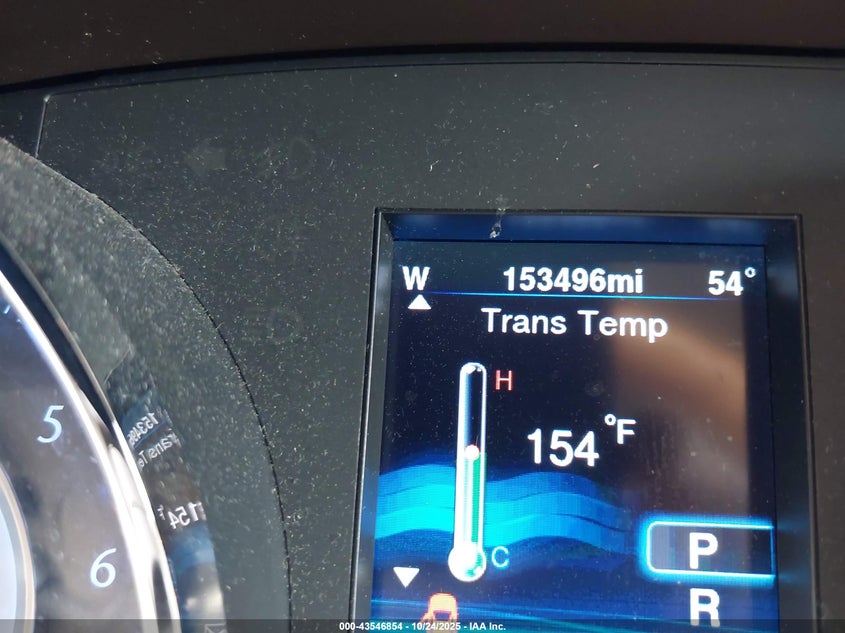 W 153496mi 54°
Trans Temp
H
154 °F
C
P
R
5
6
000-43546854 - 10/24/2025 - IAA Inc.